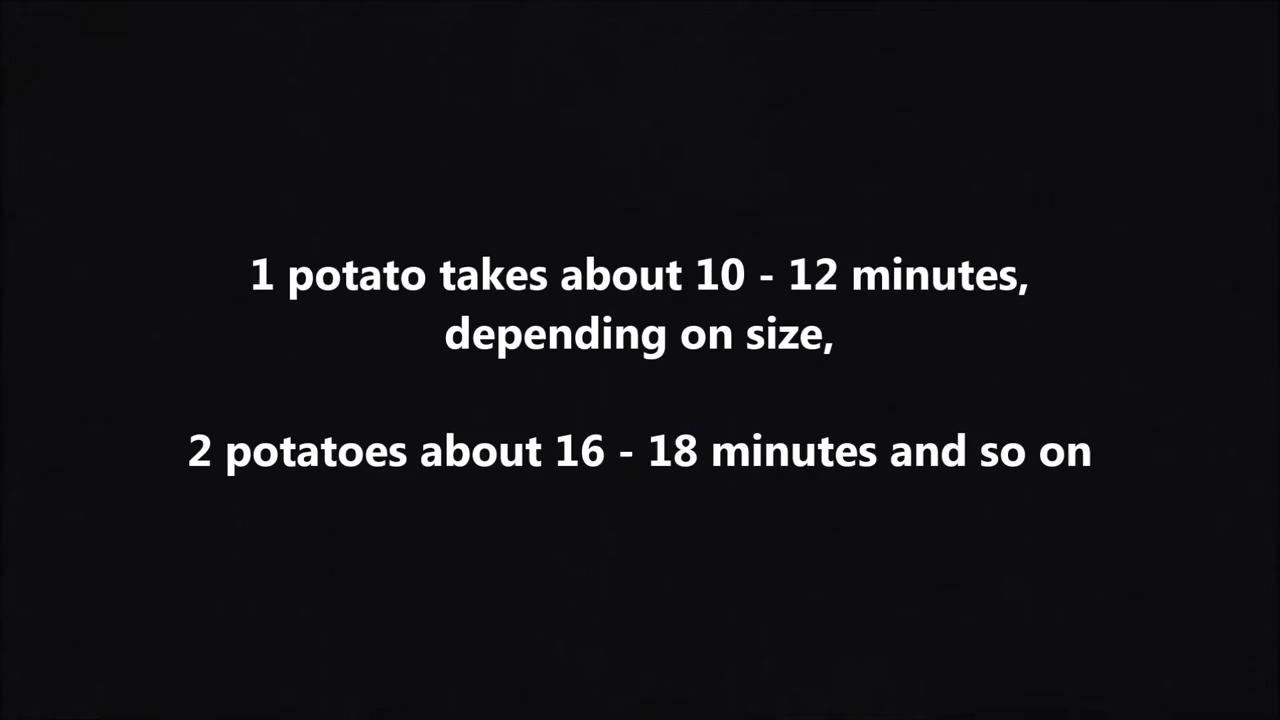 1 potato takes about 10 - 12 minutes,
depending on size,
2 potatoes about 16 - 18 minutes and so on